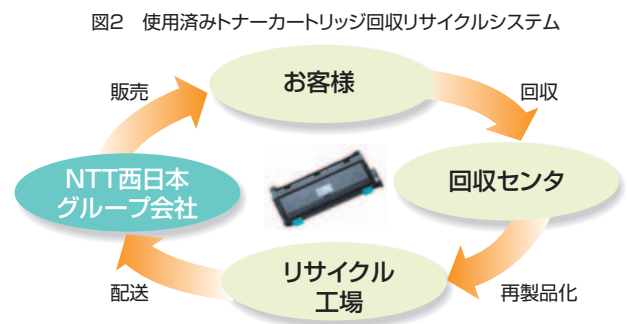 図2　使用済みトナーカートリッジ回収リサイクルシステム
販売
お客様
回収
NTT西日本
グループ会社
回収センタ
配送
リサイクル
工場
再製品化